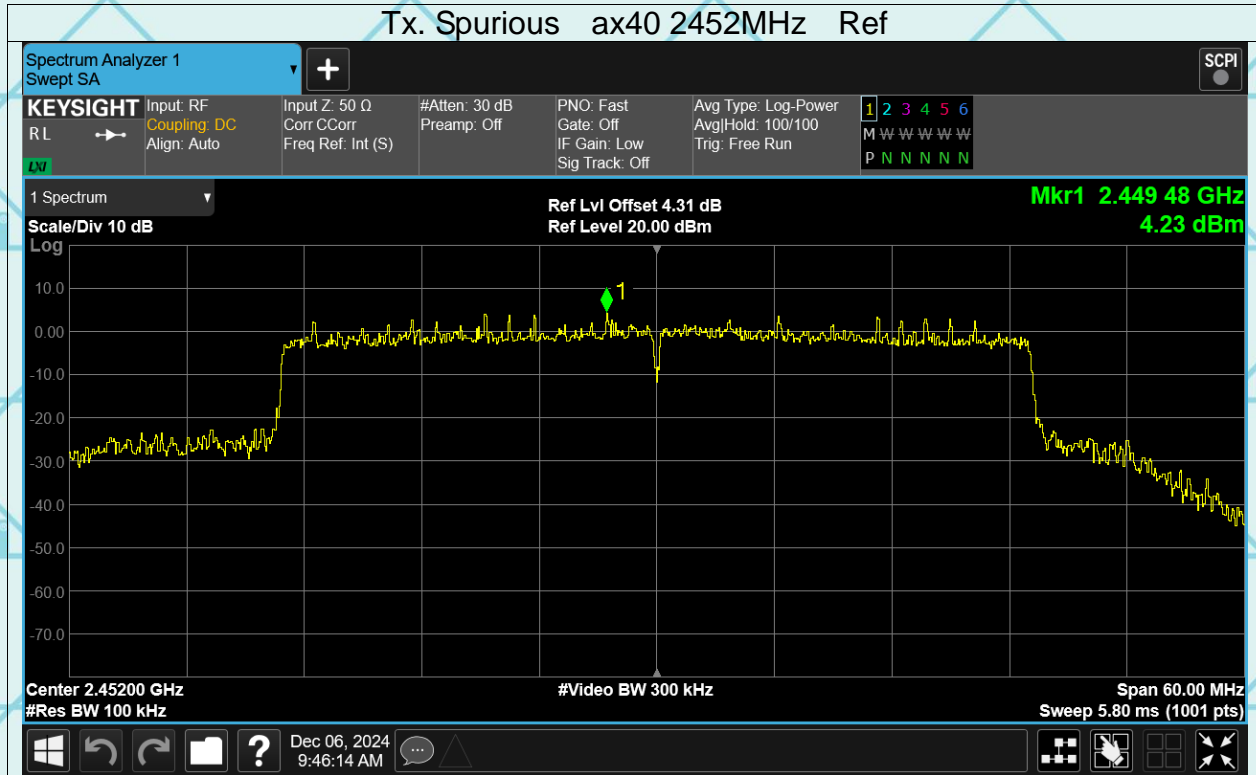 Tx. Spurious ax40 2452MHz Ref
Spectrum Analyzer 1
Swept SA
+
SCPI
KEYSIGHT Input: RF Input Z: 50 Ω #Atten: 30 dB PNO: Fast Avg Type: Log-Power 1 2 3 4 5 6
RL Coupling: DC Corr CCorr Preamp: Off Gate: Off Avg|Hold: 100/100 M W W W W W
Align: Auto Freq Ref: Int (S) IF Gain: Low Trig: Free Run P N N N N N
LXI Sig Track: Off
1 Spectrum
Scale/Div 10 dB
Ref Lvl Offset 4.31 dB
Ref Level 20.00 dBm
Mkr1 2.449 48 GHz
4.23 dBm
Log
10.0
1
0.00
-10.0
-20.0
-30.0
-40.0
-50.0
-60.0
-70.0
Center 2.45200 GHz #Video BW 300 kHz Span 60.00 MHz
#Res BW 100 kHz Sweep 5.80 ms (1001 pts)
? Dec 06, 2024
9:46:14 AM